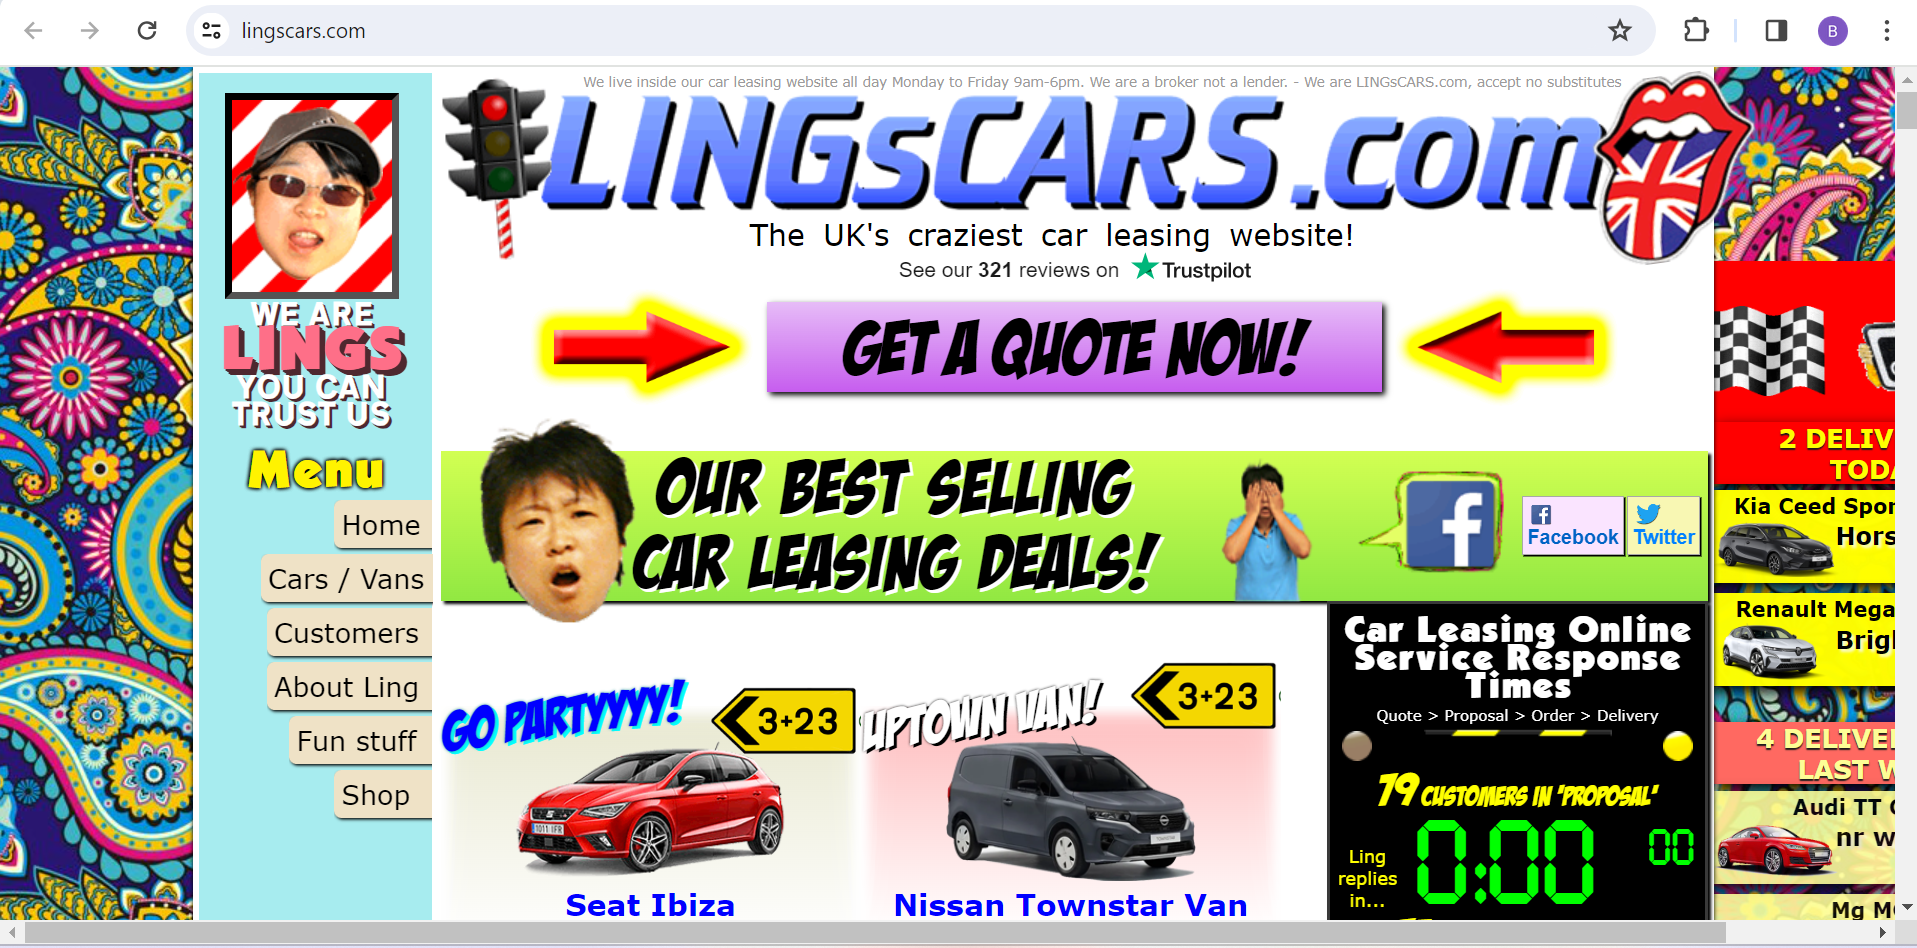 lingscars.com
B
We live inside our car leasing website all day Monday to Friday 9am-6pm. We are a broker not a lender. - We are LINGsCARS.com, accept no substitutes
LINGsCARS.com
The UK's craziest car leasing website!
See our 321 reviews on Trustpilot
GET A QUOTE NOW!
WE ARE
LINGS
YOU CAN
TRUST US
Menu
Home
Cars / Vans
Customers
About Ling
Fun stuff
Shop
OUR BEST SELLING
CAR LEASING DEALS!
Facebook
Twitter
GO PARTYYYY!
3+23
Seat Ibiza
UPTOWN VAN!
3+23
Nissan Townstar Van
Car Leasing Online
Service Response
Times
Quote > Proposal > Order > Delivery
79 CUSTOMERS IN 'PROPOSAL'
Ling
replies
in...
0:00
00
2 DELIV
TODA
Kia Ceed Spor
Hors
Renault Mega
Brigh
4 DELIVE
LAST W
Audi TT
nr w
Mg M